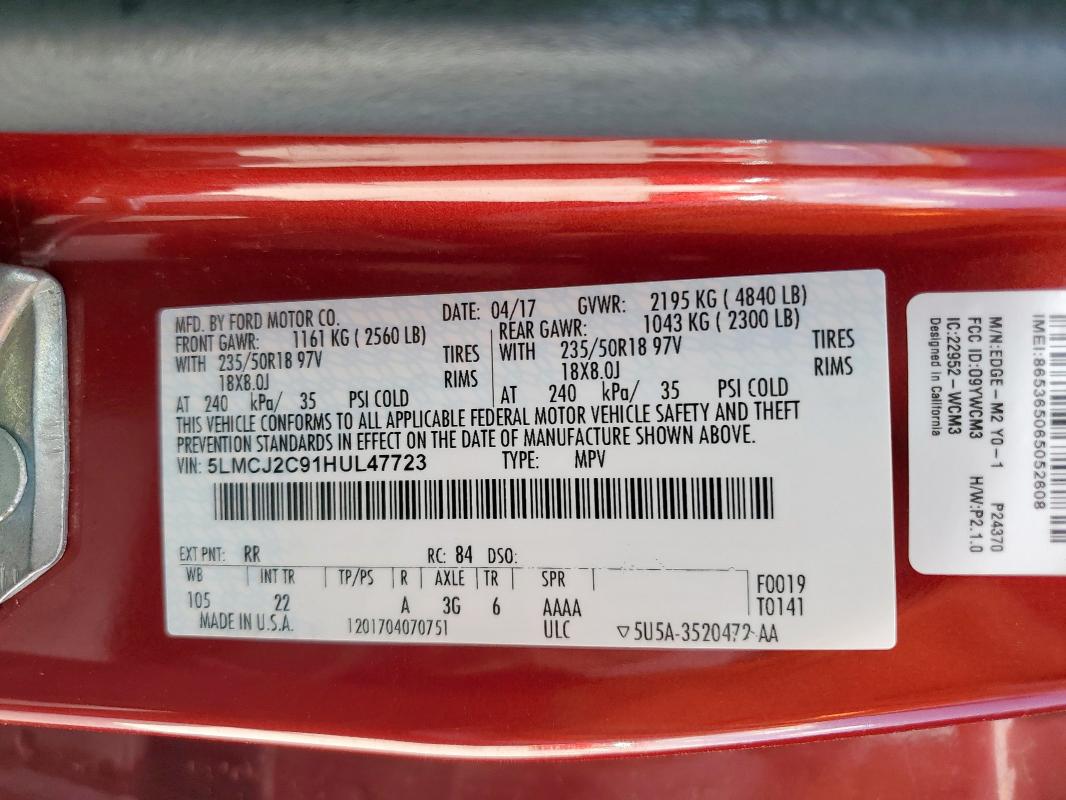 MFD. BY FORD MOTOR CO.
DATE: 04/17 GVWR: 2195 KG ( 4840 LB)
FRONT GAWR: 1161 KG ( 2560 LB)
WITH 235/50R18 97V TIRES
18X8.0J RIMS
AT 240 kPa/ 35 PSI COLD
REAR GAWR: 1043 KG ( 2300 LB)
WITH 235/50R18 97V TIRES
18X8.0J RIMS
AT 240 kPa/ 35 PSI COLD
THIS VEHICLE CONFORMS TO ALL APPLICABLE FEDERAL MOTOR VEHICLE SAFETY AND THEFT
PREVENTION STANDARDS IN EFFECT ON THE DATE OF MANUFACTURE SHOWN ABOVE.
VIN: 5LMCJ2C91HUL47723 TYPE: MPV
EXT PNT: RR RC: 84 DSO:
WB INT TR TP/PS R AXLE TR SPR F0019
105 22 A 3G 6 AAAA T0141
MADE IN U.S.A. 1201704070751 ULC ▽5U5A-3520472-AA
IMEI:865365065052608
M/N:EDGE-M2 Y0-1 P24370
FCC ID:09YWCM3 H/W:P2.1.0
IC:22952-WCM3
Designed in California